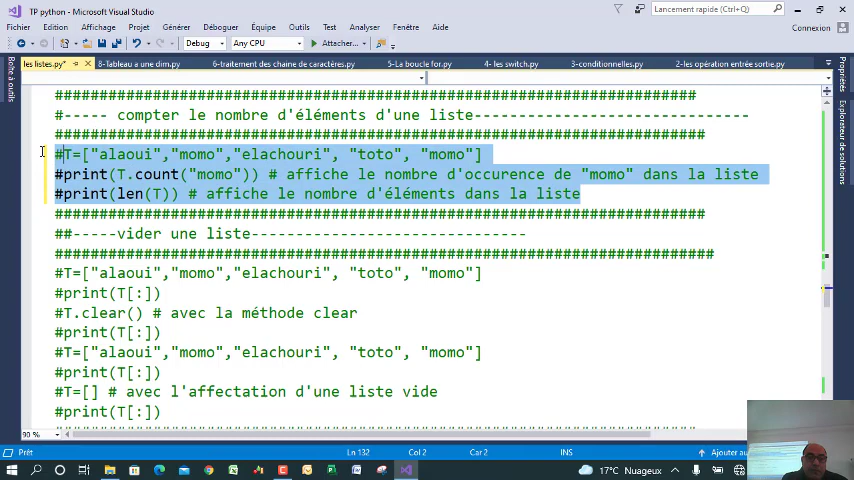 TP python - Microsoft Visual Studio
Lancement rapide (Ctrl+Q)
Fichier Edition Affichage Projet Générer Déboguer Équipe Outils Test Analyser Fenêtre Aide
Connexion
Debug Any CPU Attacher...
les listes.py* 8-Tableau a une dim.py 6-traitement des chaine de caractéres.py 5-La boucle for.py 4- les switch.py 3-conditionnelles.py 2-les opération entrée sortie.py
Boîte à outils
Propriétés
########################################################################
#----- compter le nombre d'éléments d'une liste-------------------------------
#########################################################################
#T=["alaoui","momo","elachouri", "toto", "momo"]
#print(T.count("momo")) # affiche le nombre d'occurence de "momo" dans la liste
#print(len(T)) # affiche le nombre d'éléments dans la liste
#########################################################################
##-----vider une liste-------------------------------
##########################################################################
#T=["alaoui","momo","elachouri", "toto", "momo"]
#print(T[:])
#T.clear() # avec la méthode clear
#print(T[:])
#T=["alaoui","momo","elachouri", "toto", "momo"]
#print(T[:])
#T=[] # avec l'affectation d'une liste vide
#print(T[:])
90 %
Prêt Ln 132 Col 2 Car 2 INS Ajouter au
17°C Nuageux